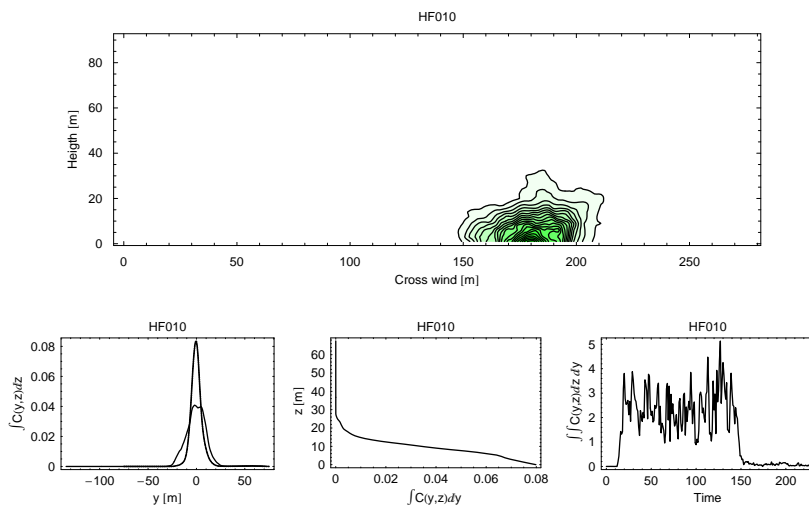 HF010
Heigth [m]
80
60
40
20
0
0 50 100 150 200 250
Cross wind [m]
HF010
∫C(y,z)dz
0.08
0.06
0.04
0.02
0
−100 −50 0 50
y [m]
HF010
z [m]
60
50
40
30
20
10
0
0 0.02 0.04 0.06 0.08
∫C(y,z)dy
HF010
∫ ∫ C(y,z)dz dy
5
4
3
2
1
0
0 50 100 150 200
Time